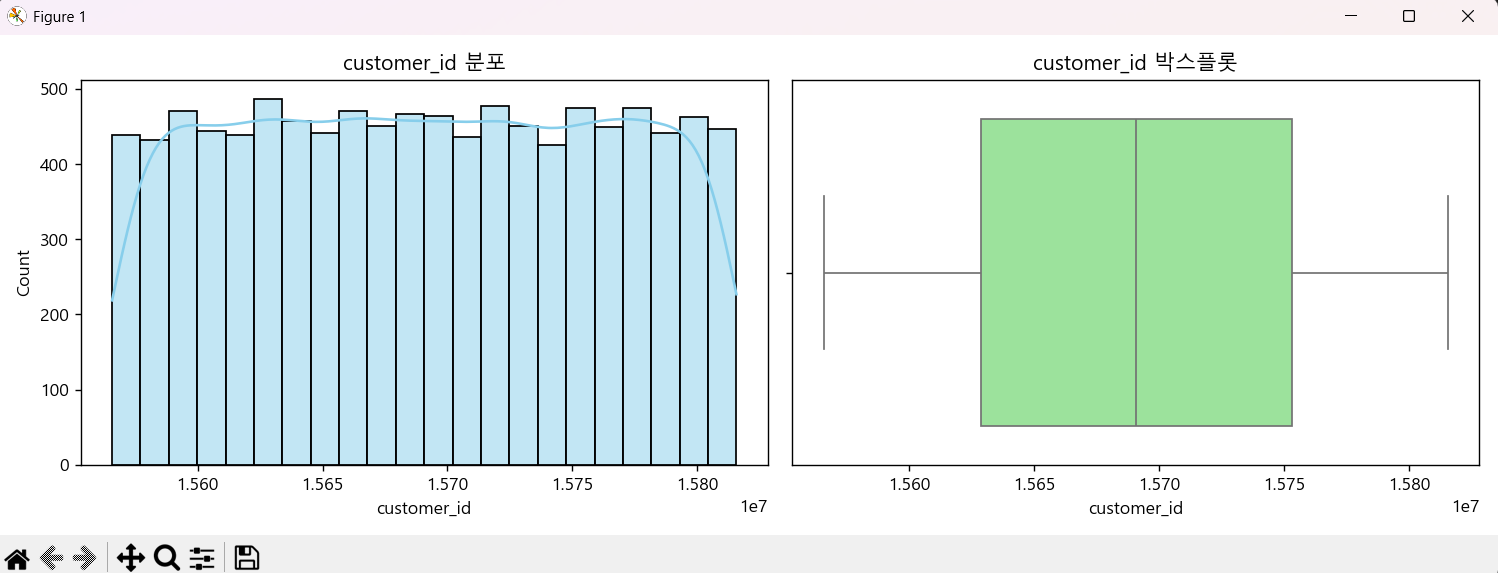 Figure 1
customer_id 분포
500
400
300
200
100
0
Count
1.560 1.565 1.570 1.575 1.580
1e7
customer_id
customer_id 박스플롯
1.560 1.565 1.570 1.575 1.580
1e7
customer_id